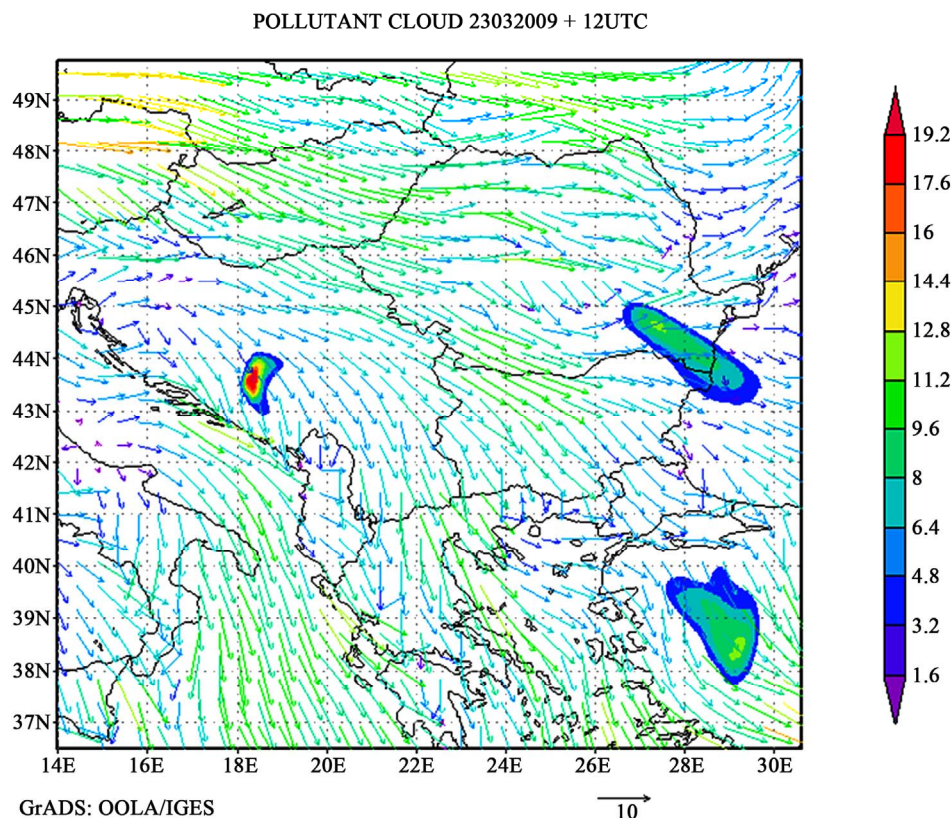 POLLUTANT CLOUD 23032009 + 12UTC
49N
48N
47N
46N
45N
44N
43N
42N
41N
40N
39N
38N
37N
14E 16E 18E 20E 22E 24E 26E 28E 30E
19.2
17.6
16
14.4
12.8
11.2
9.6
8
6.4
4.8
3.2
1.6
GrADS: OOLA/IGES
10